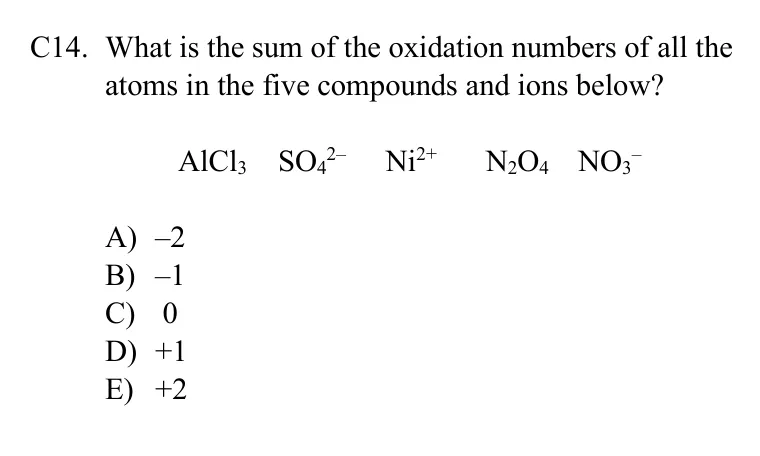 C14. What is the sum of the oxidation numbers of all the
atoms in the five compounds and ions below?
AlCl₃ SO₄²⁻ Ni²⁺ N₂O₄ NO₃⁻
A) –2
B) –1
C) 0
D) +1
E) +2